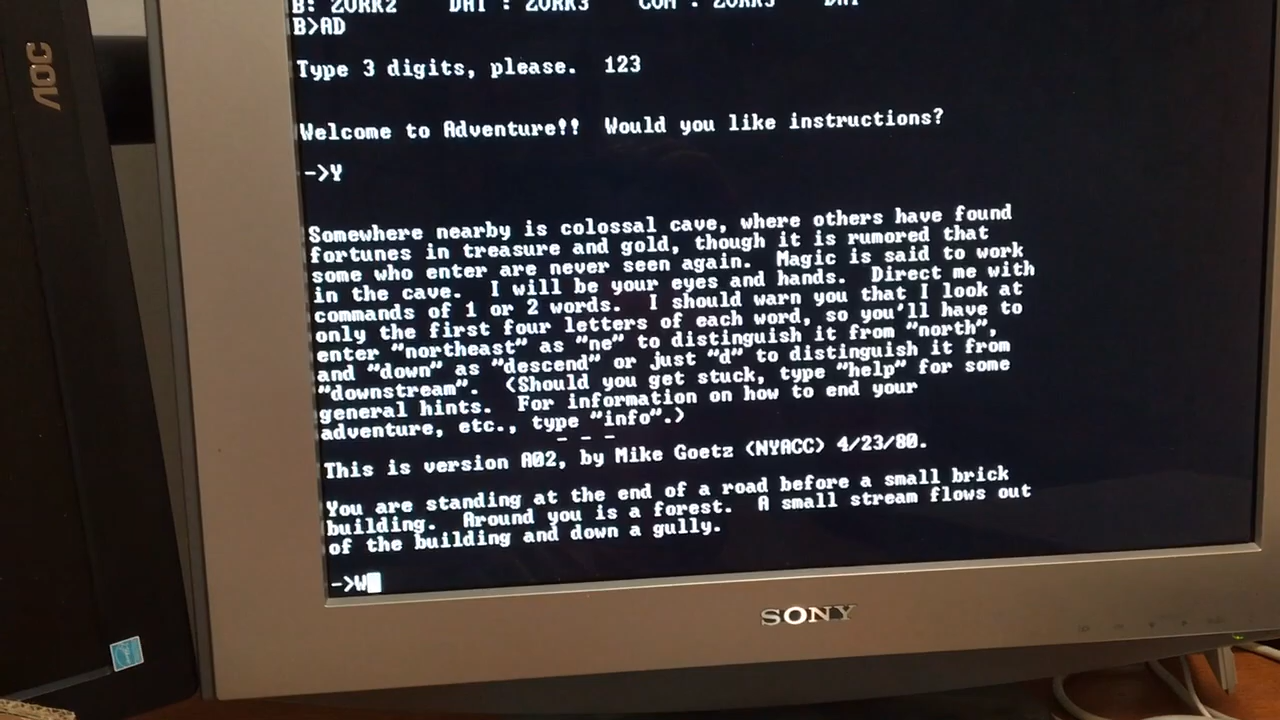 B: ZORK2 DAT : ZORK3 COM : ZORK3 DAT
B>AD
Type 3 digits, please. 123
Welcome to Adventure!! Would you like instructions?
->Y
Somewhere nearby is colossal cave, where others have found
fortunes in treasure and gold, though it is rumored that
some who enter are never seen again. Magic is said to work
in the cave. I will be your eyes and hands. Direct me with
commands of 1 or 2 words. I should warn you that I look at
only the first four letters of each word, so you'll have to
enter "northeast" as "ne" to distinguish it from "north",
and "down" as "descend" or just "d" to distinguish it from
"downstream". (Should you get stuck, type "help" for some
general hints. For information on how to end your
adventure, etc., type "info".)
- - -
This is version A02, by Mike Goetz (NYACC) 4/23/80.
You are standing at the end of a road before a small brick
building. Around you is a forest. A small stream flows out
of the building and down a gully.
->W
SONY
AOC